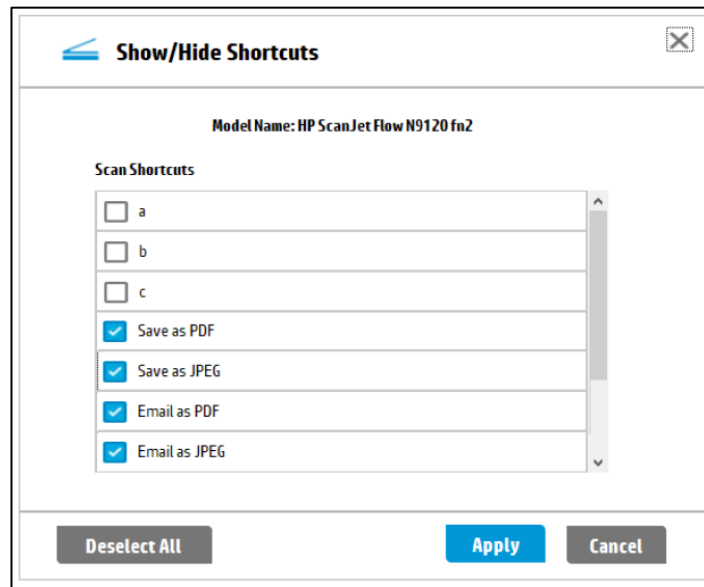 Show/Hide Shortcuts
Model Name: HP ScanJet Flow N9120 fn2
Scan Shortcuts
a
b
c
Save as PDF
Save as JPEG
Email as PDF
Email as JPEG
Deselect All Apply Cancel